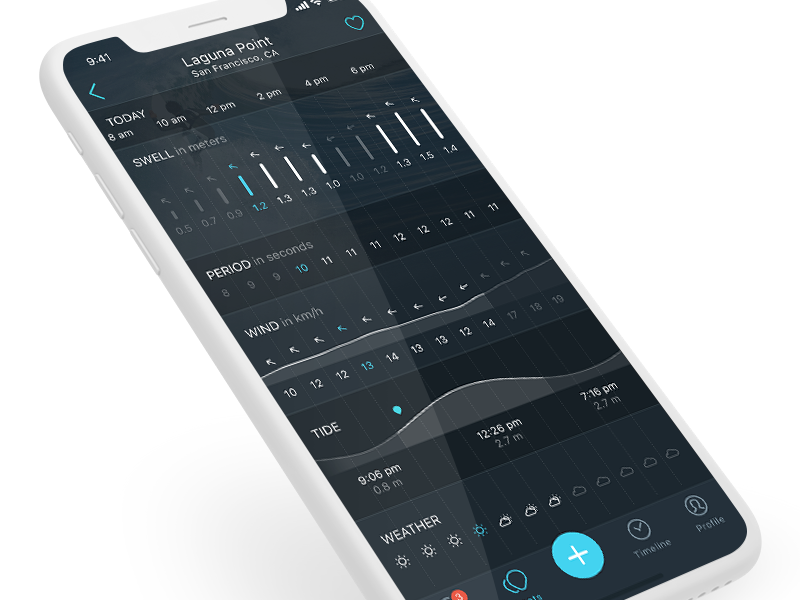 9:41
Laguna Point
San Francisco, CA
TODAY
8 am 10 am 12 pm 2 pm 4 pm 6 pm
SWELL in meters
0.5 0.7 0.9 1.2 1.3 1.3 1.0 1.0 1.2 1.3 1.5 1.4
PERIOD in seconds
8 9 9 10 11 11 11 12 12 12 11 11
WIND in km/h
10 12 12 13 14 13 13 12 14 17 18 19
TIDE
9:06 pm 12:26 pm 7:16 pm
0.8 m 2.7 m 2.7 m
WEATHER
3
Timeline
Profile